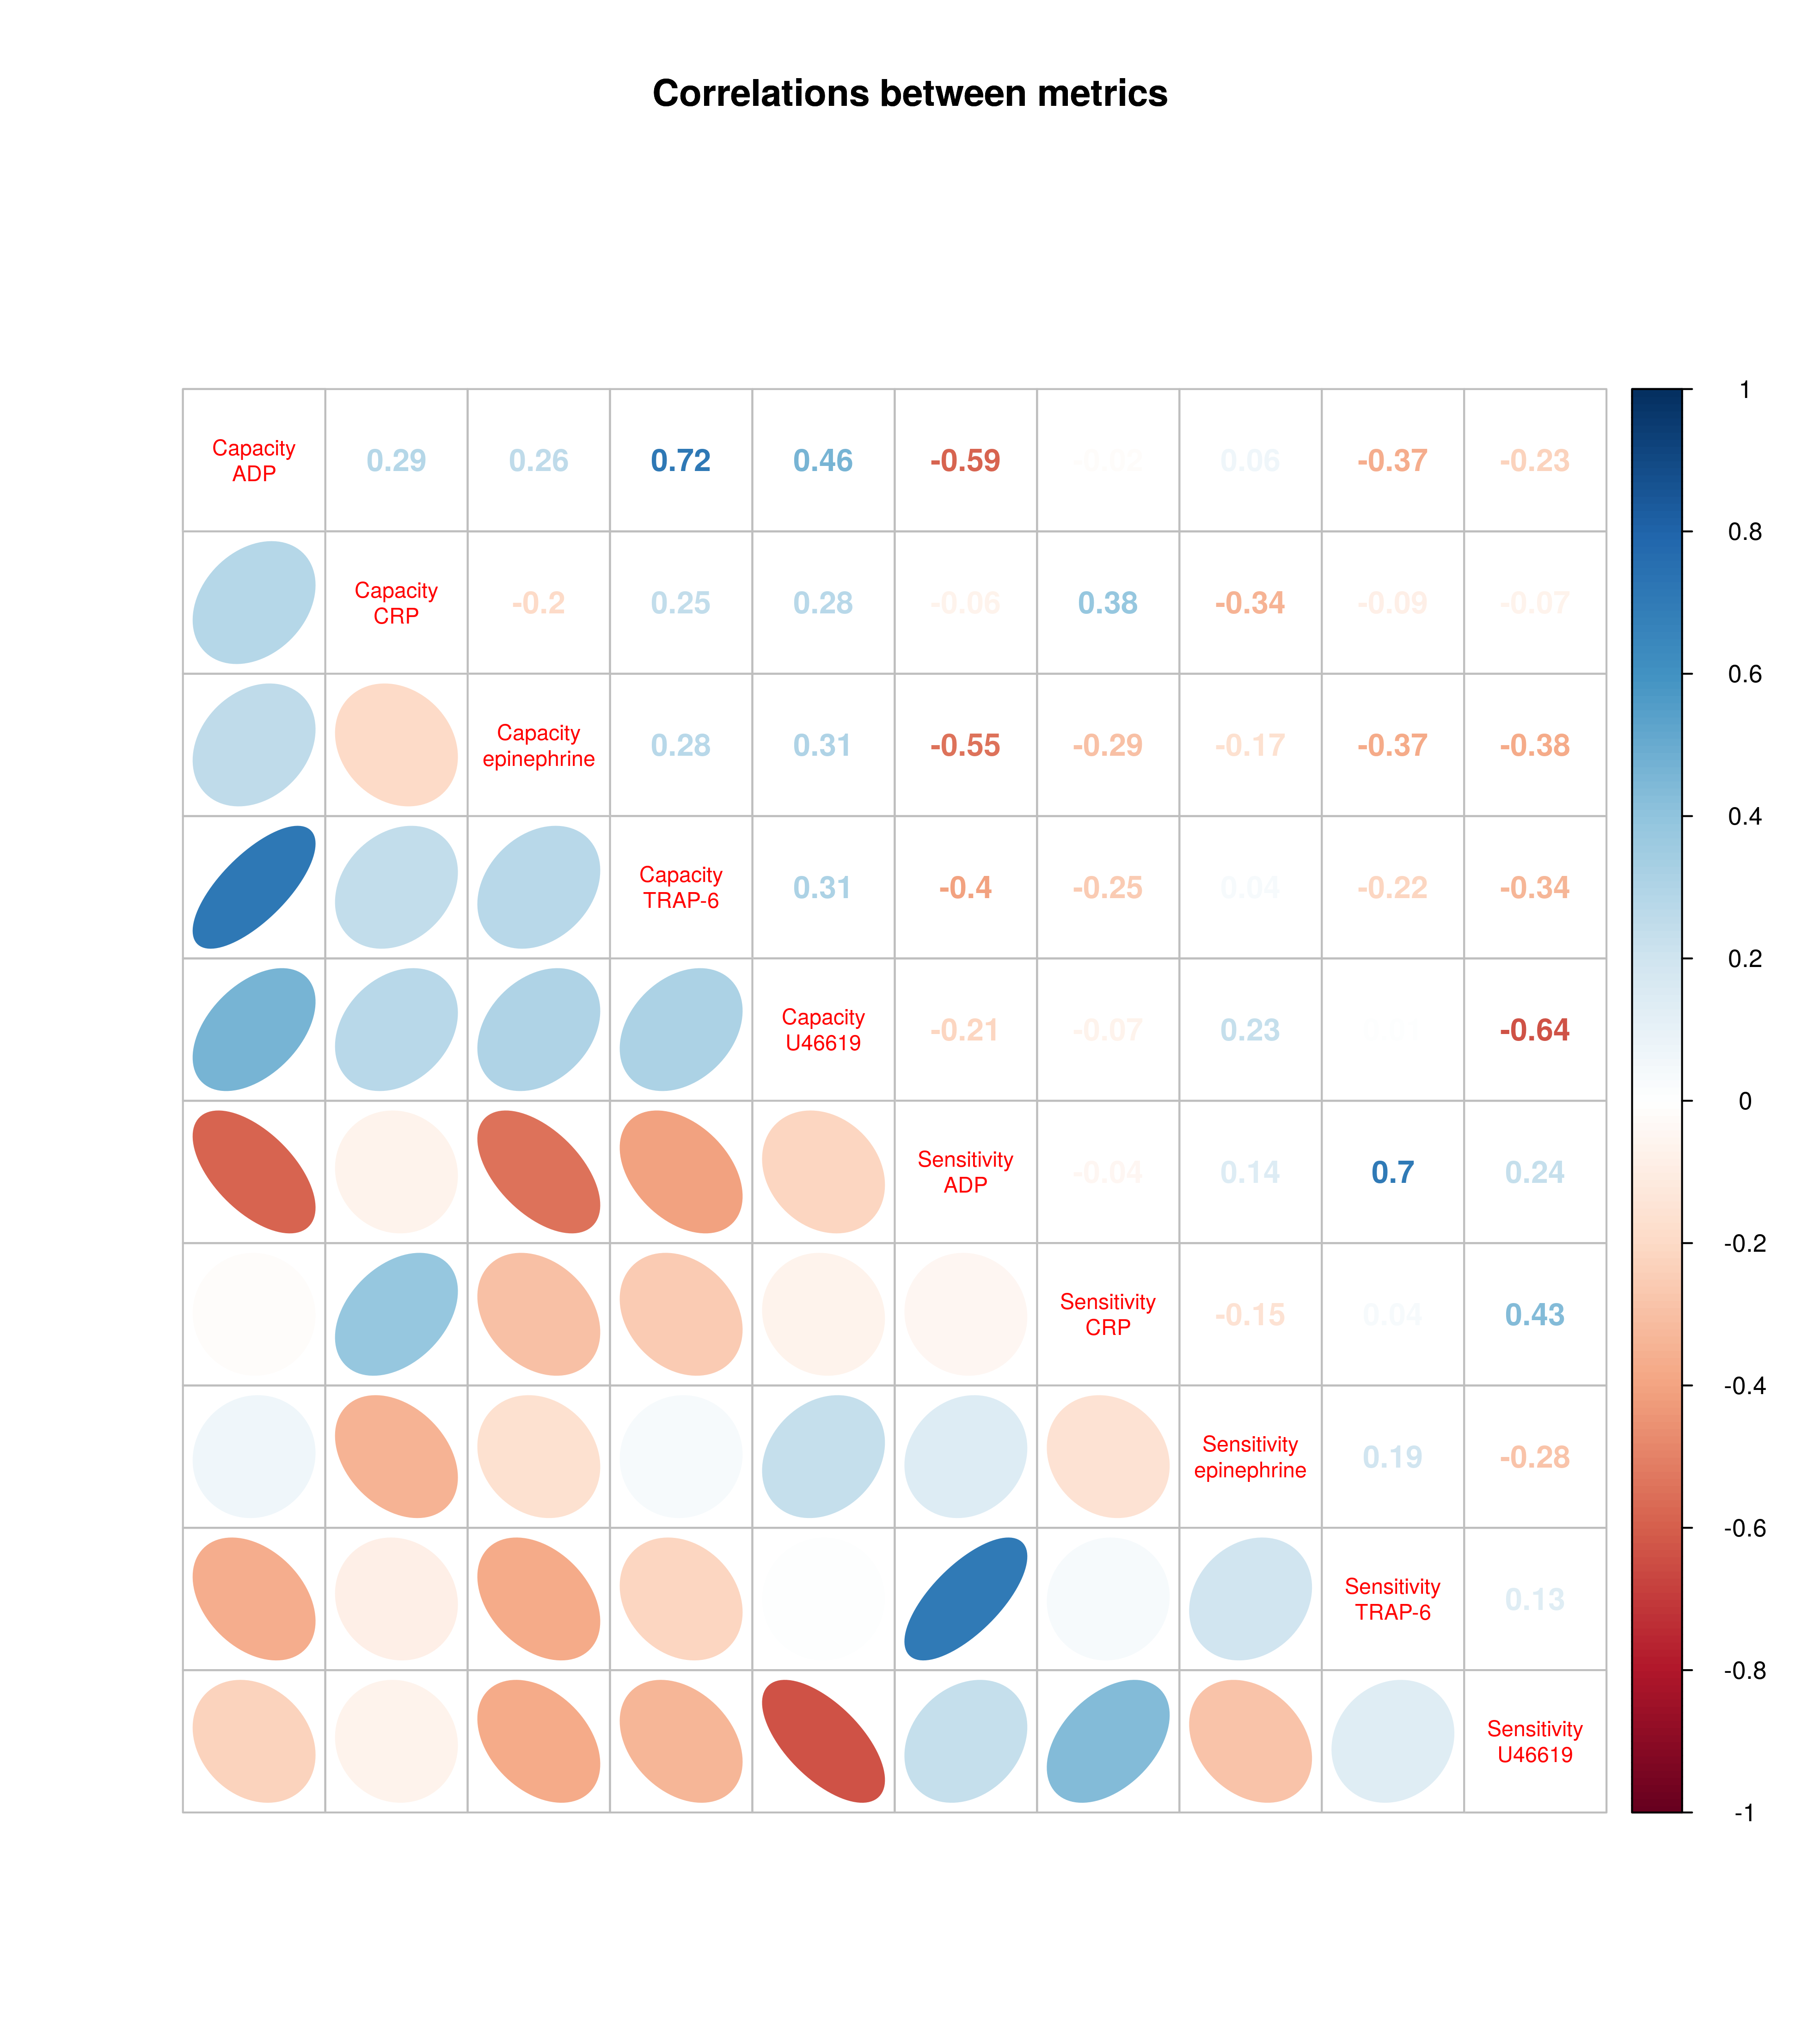 Correlations between metrics
Capacity
ADP
0.29 0.26 0.72 0.46 -0.59 -0.02 0.06 -0.37 -0.23
Capacity
CRP
-0.2 0.25 0.28 -0.06 0.38 -0.34 -0.09 -0.07
Capacity
epinephrine
0.28 0.31 -0.55 -0.29 -0.17 -0.37 -0.38
Capacity
TRAP-6
0.31 -0.4 -0.25 0.04 -0.22 -0.34
Capacity
U46619
-0.21 -0.07 0.23 -0.64
Sensitivity
ADP
-0.04 0.14 0.7 0.24
Sensitivity
CRP
-0.15 0.04 0.43
Sensitivity
epinephrine
0.19 -0.28
Sensitivity
TRAP-6
0.13
Sensitivity
U46619
1
0.8
0.6
0.4
0.2
0
-0.2
-0.4
-0.6
-0.8
-1